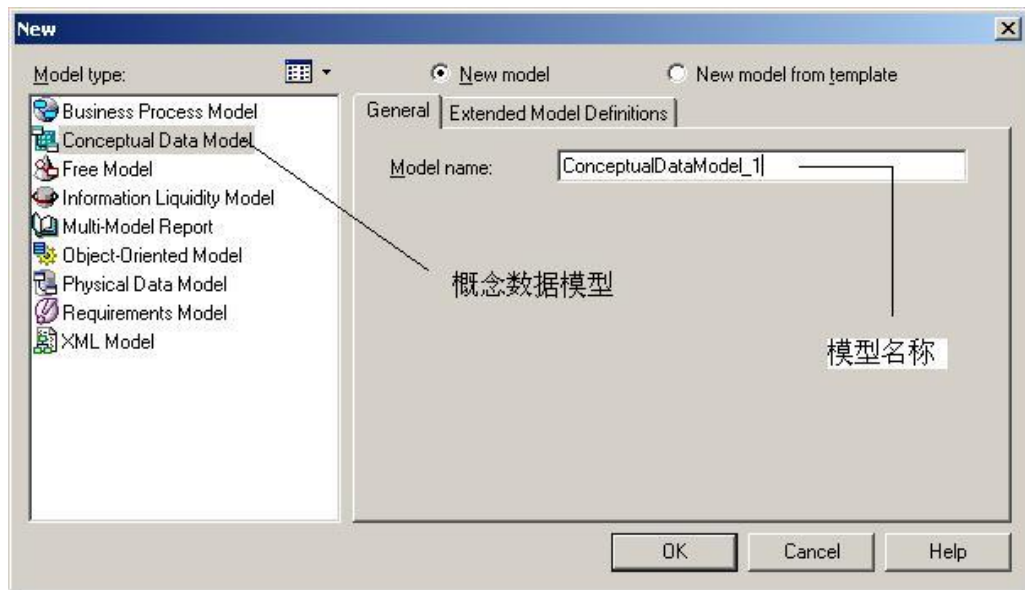 New
Model type:
New model
New model from template
Business Process Model
Conceptual Data Model
Free Model
Information Liquidity Model
Multi-Model Report
Object-Oriented Model
Physical Data Model
Requirements Model
XML Model
General
Extended Model Definitions
Model name:
ConceptualDataModel_1
概念数据模型
模型名称
OK
Cancel
Help